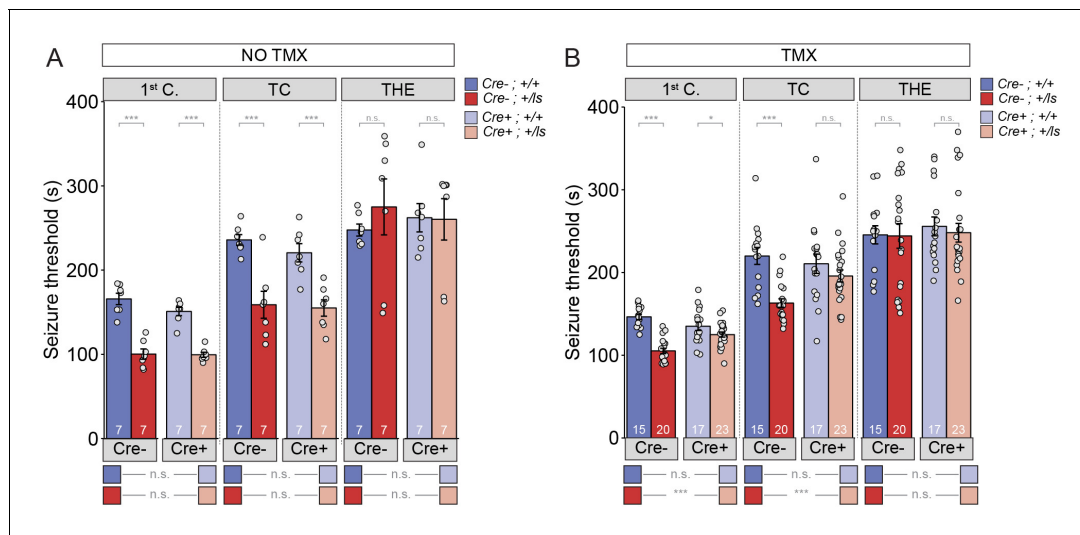 A
NO TMX
1st C. TC THE
Cre- ; +/+
Cre- ; +/ls
Cre+ ; +/+
Cre+ ; +/ls
Seizure threshold (s)
400
300
200
100
0
*** *** *** *** n.s. n.s.
7 7 7 7 7 7 7 7 7 7 7 7
Cre- Cre+ Cre- Cre+ Cre- Cre+
n.s. n.s. n.s.
n.s. n.s. n.s.
B
TMX
1st C. TC THE
Cre- ; +/+
Cre- ; +/ls
Cre+ ; +/+
Cre+ ; +/ls
Seizure threshold (s)
400
300
200
100
0
*** * *** n.s. n.s. n.s.
15 20 17 23 15 20 17 23 15 20 17 23
Cre- Cre+ Cre- Cre+ Cre- Cre+
n.s. n.s. n.s.
*** *** n.s.